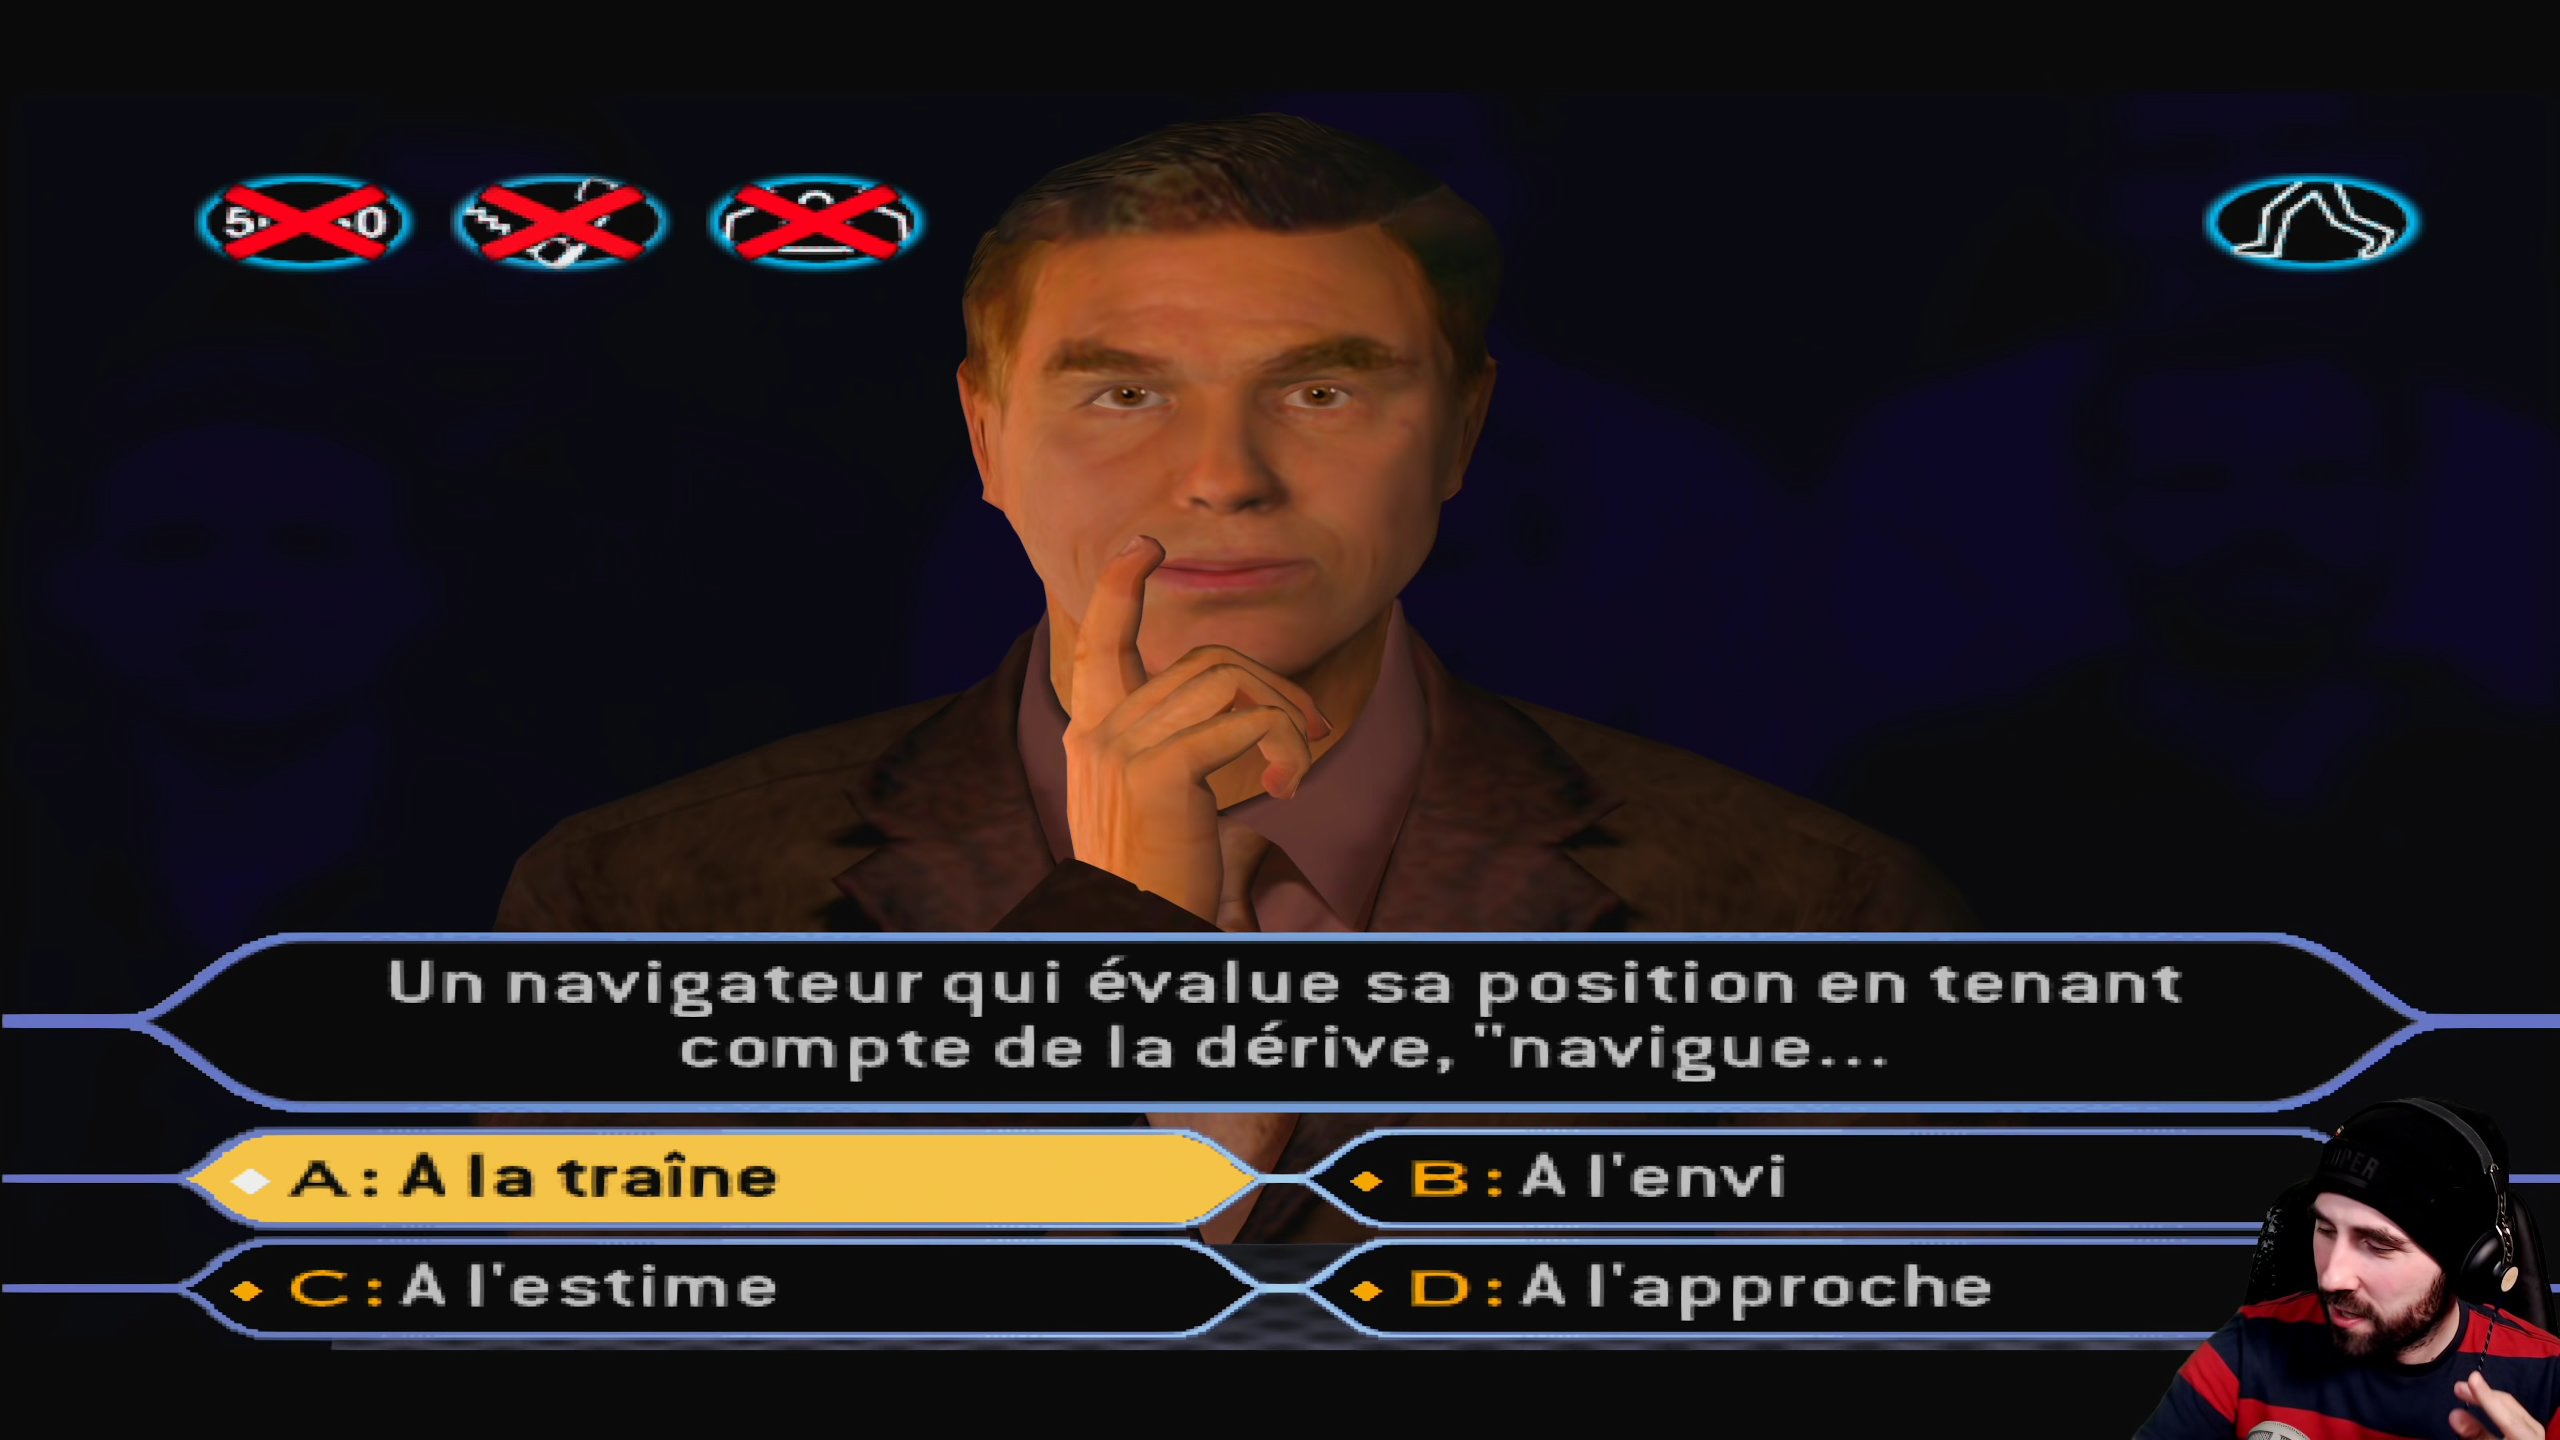 Un navigateur qui évalue sa position en tenant
compte de la dérive, "navigue...
A: A la traîne
B: A l'envi
C: A l'estime
D: A l'approche